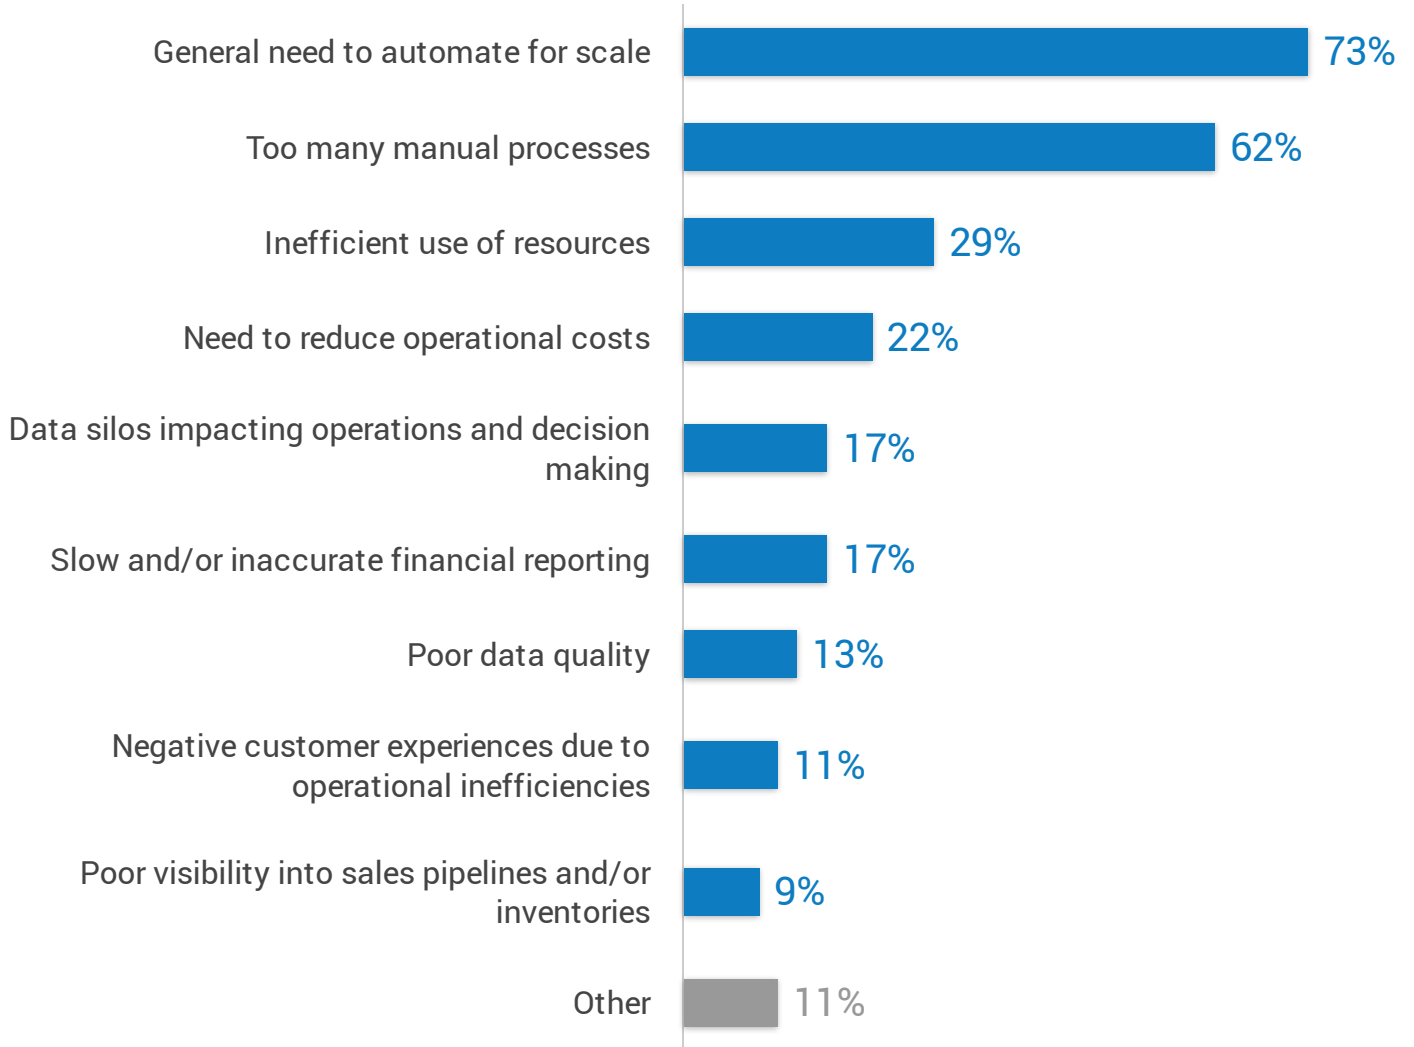 General need to automate for scale 73%
Too many manual processes 62%
Inefficient use of resources 29%
Need to reduce operational costs 22%
Data silos impacting operations and decision
making 17%
Slow and/or inaccurate financial reporting 17%
Poor data quality 13%
Negative customer experiences due to
operational inefficiencies 11%
Poor visibility into sales pipelines and/or
inventories 9%
Other 11%